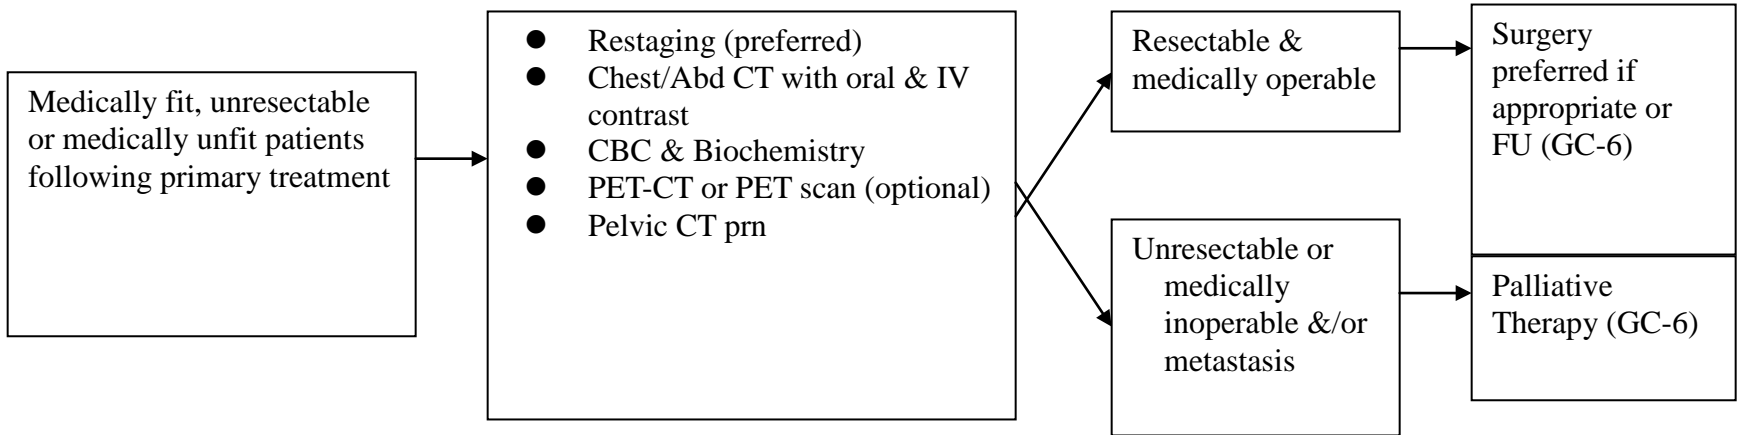 Medically fit, unresectable
or medically unfit patients
following primary treatment
● Restaging (preferred)
● Chest/Abd CT with oral & IV
contrast
● CBC & Biochemistry
● PET-CT or PET scan (optional)
● Pelvic CT prn
Resectable &
medically operable
Surgery
preferred if
appropriate or
FU (GC-6)
Unresectable or
medically
inoperable &/or
metastasis
Palliative
Therapy (GC-6)